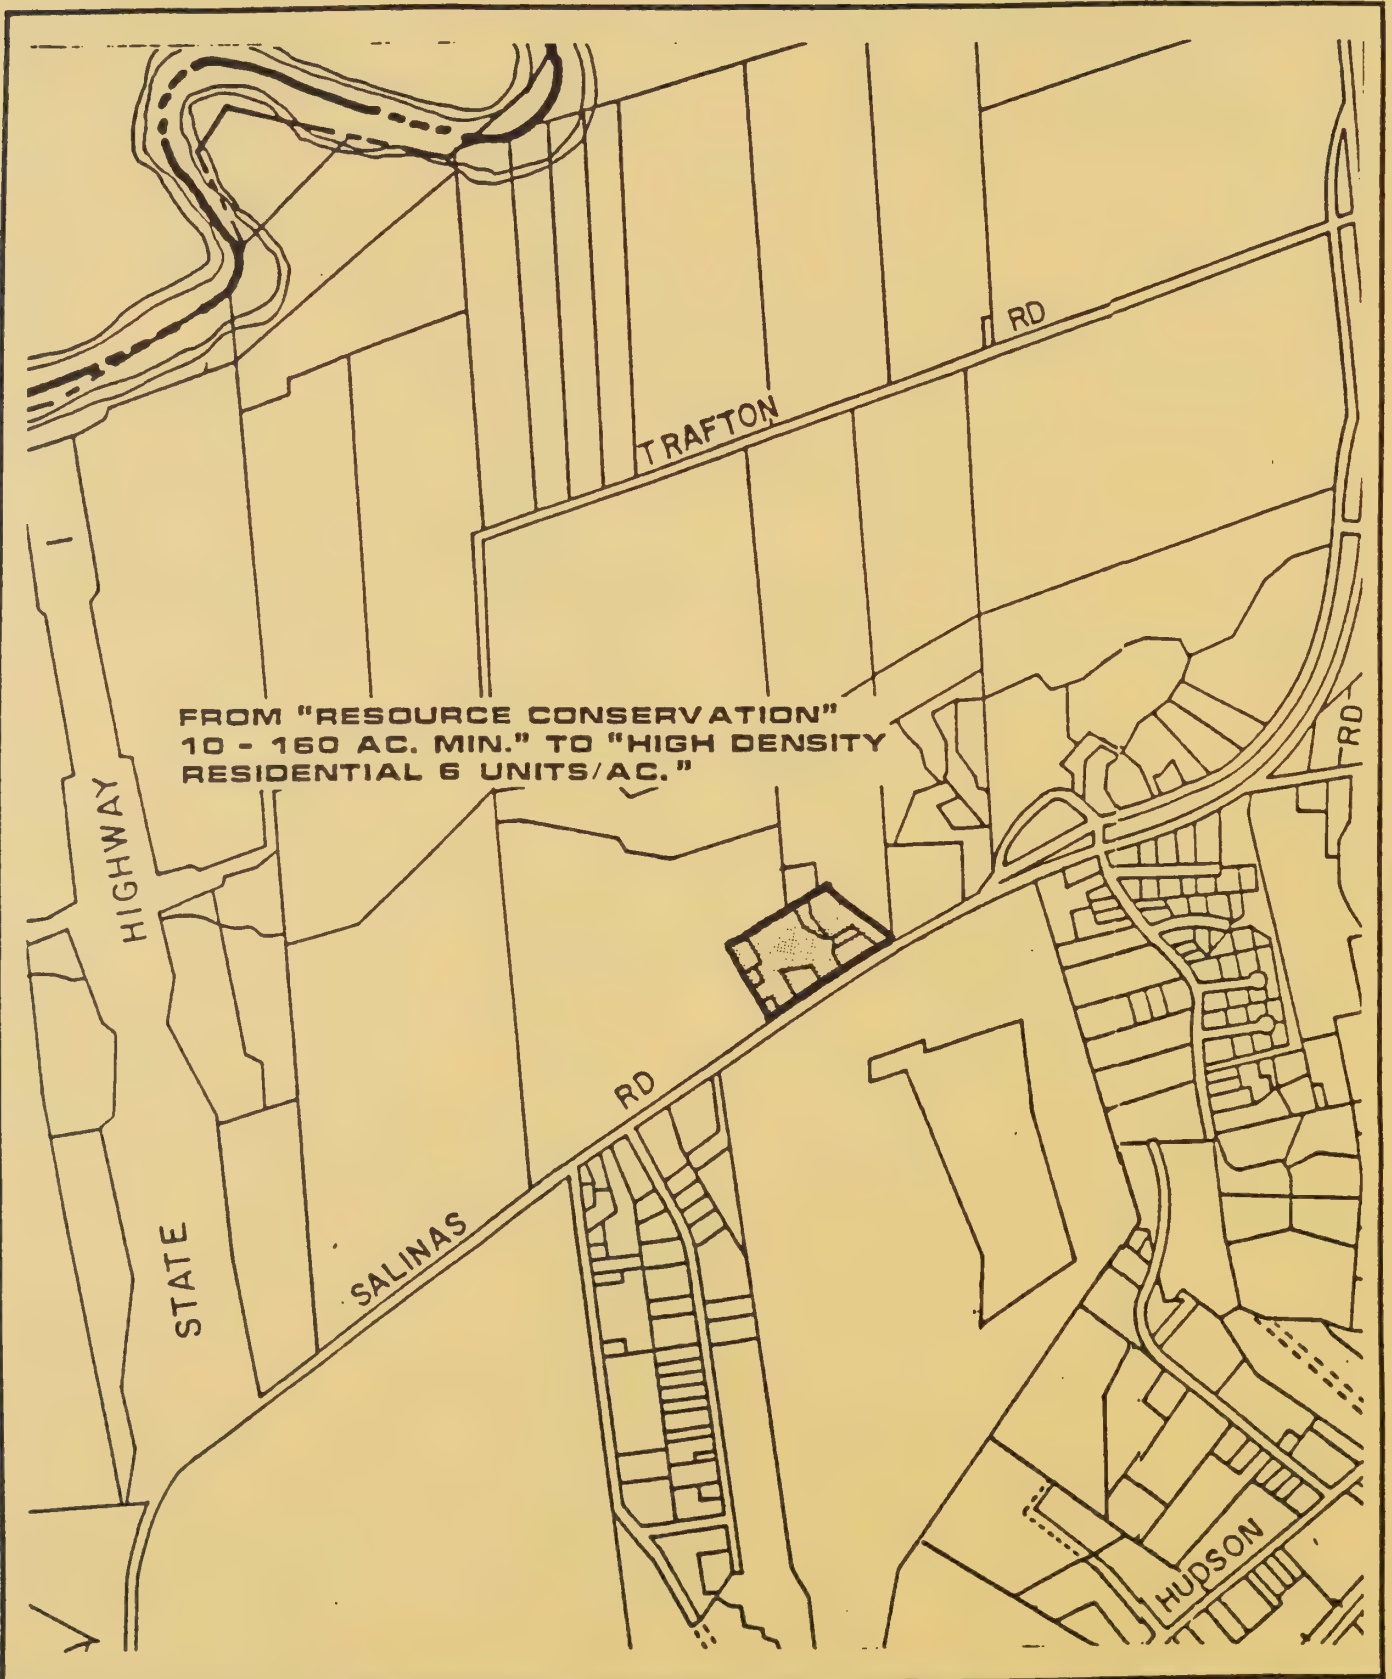 RD
TRAFTON
FROM "RESOURCE CONSERVATION"
10 - 160 AC. MIN." TO "HIGH DENSITY
RESIDENTIAL 6 UNITS/AC."
RD
HIGHWAY
RD
SALINAS
STATE
1
HUDSON